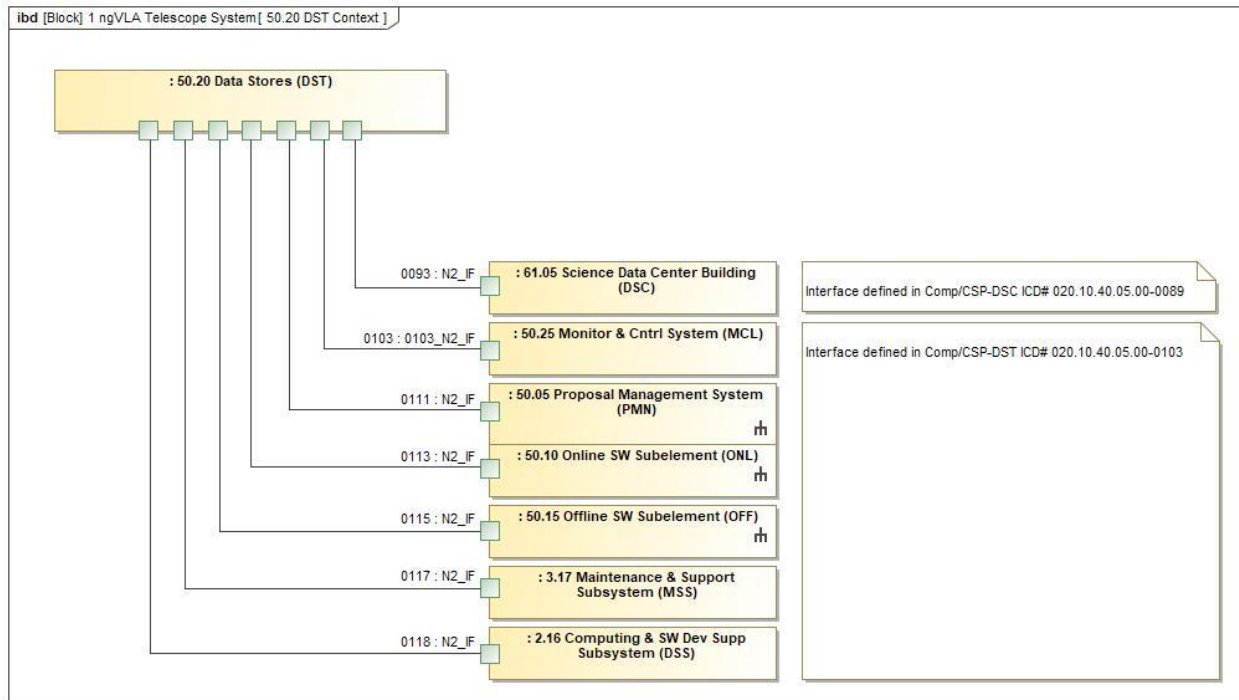 ibd [Block] 1 ngVLA Telescope System[ 50.20 DST Context ]
: 50.20 Data Stores (DST)
0093 : N2_IF
: 61.05 Science Data Center Building
(DSC)
Interface defined in Comp/CSP-DSC ICD# 020.10.40.05.00-0089
0103 : 0103_N2_IF
: 50.25 Monitor & Cntrl System (MCL)
Interface defined in Comp/CSP-DST ICD# 020.10.40.05.00-0103
0111 : N2_IF
: 50.05 Proposal Management System
(PMN)
0113 : N2_IF
: 50.10 Online SW Subelement (ONL)
0115 : N2_IF
: 50.15 Offline SW Subelement (OFF)
0117 : N2_IF
: 3.17 Maintenance & Support
Subsystem (MSS)
0118 : N2_IF
: 2.16 Computing & SW Dev Supp
Subsystem (DSS)